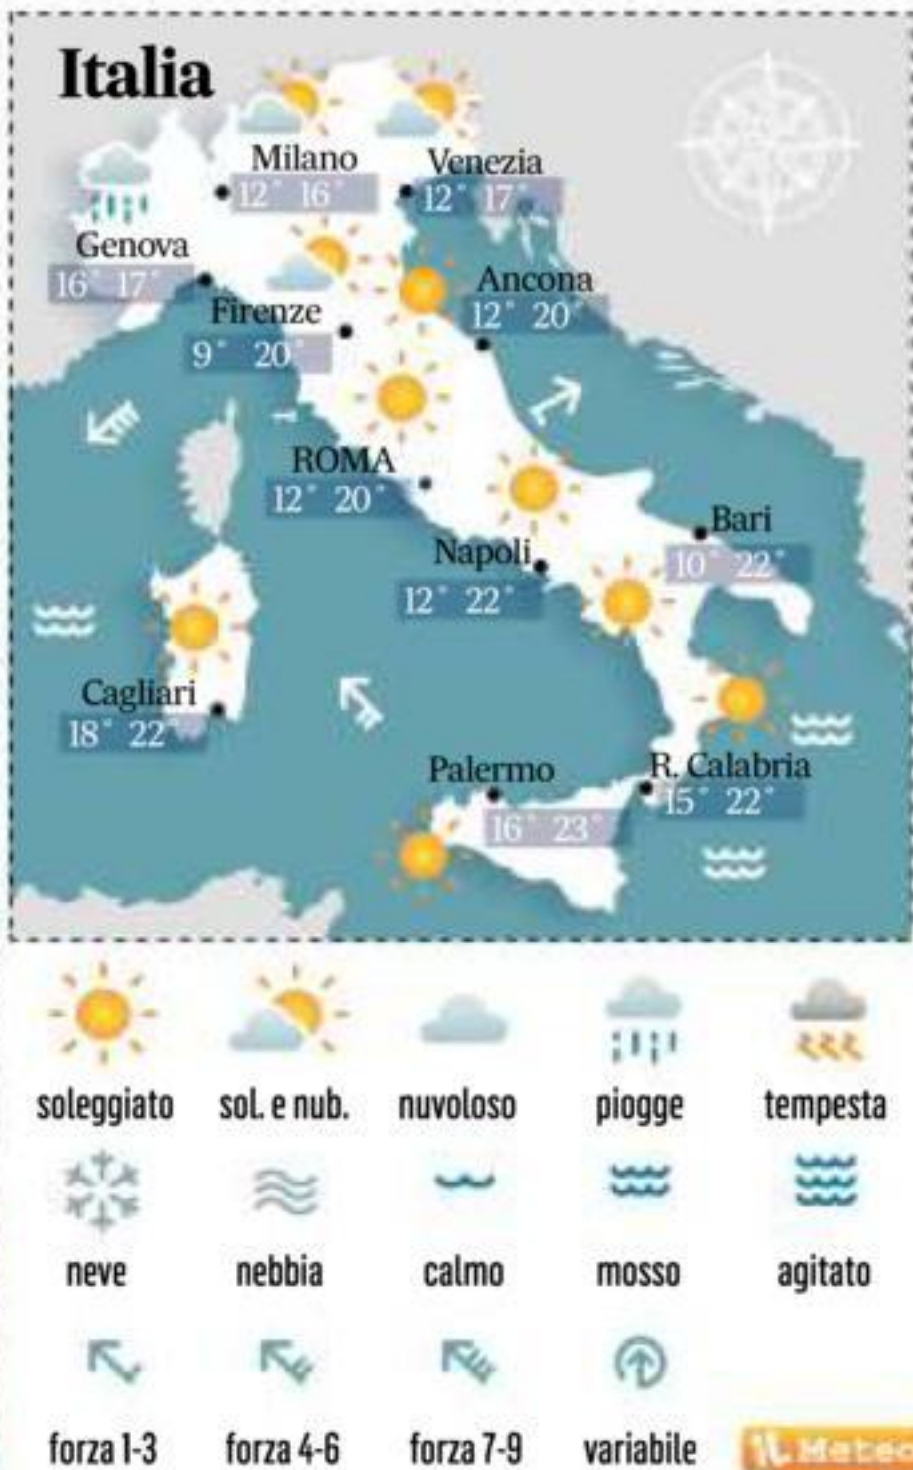 Italia
Milano
12° 16°
Venezia
12° 17°
Genova
16° 17°
Firenze
9° 20°
Ancona
12° 20°
ROMA
12° 20°
Napoli
12° 22°
Bari
10° 22°
Cagliari
18° 22°
Palermo
16° 23°
R. Calabria
15° 22°
soleggiato sol. e nub. nuvoloso piogge tempesta
neve nebbia calmo mosso agitato
forza 1-3 forza 4-6 forza 7-9 variabile
iL Meteo